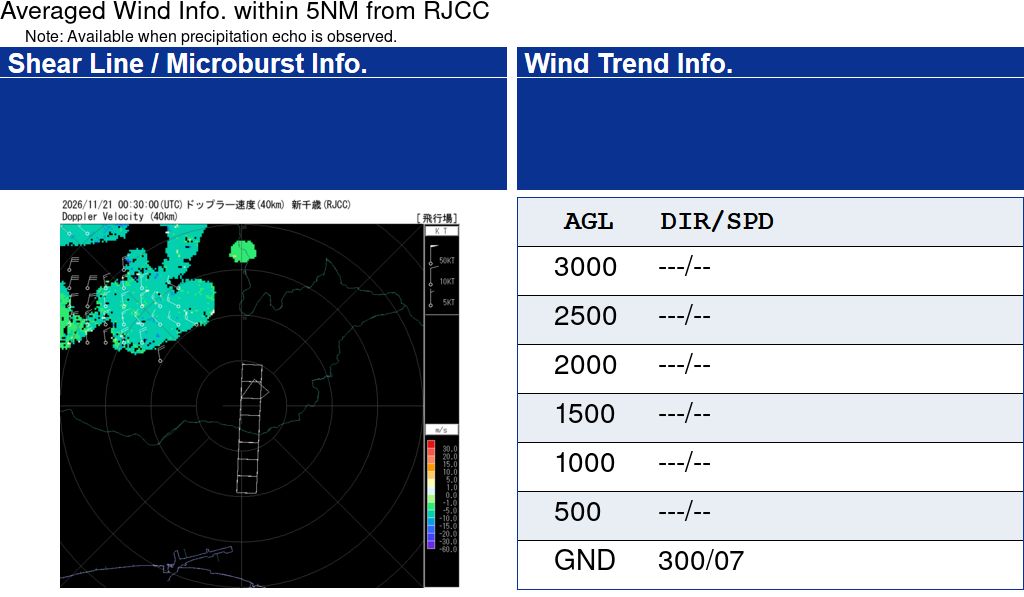 Averaged Wind Info. within 5NM from RJCC
Note: Available when precipitation echo is observed.
Shear Line / Microburst Info.
Wind Trend Info.
2026/11/21 00:30:00(UTC) ドップラー速度(40km) 新千歳(RJCC)
Doppler Velocity (40km)
[飛行場]
KT
50KT
10KT
5KT
m/s
30.0
20.0
15.0
10.0
5.0
1.0
0.0
-1.0
-5.0
-10.0
-15.0
-20.0
-30.0
-60.0
AGL DIR/SPD
3000 ---/--
2500 ---/--
2000 ---/--
1500 ---/--
1000 ---/--
500 ---/--
GND 300/07